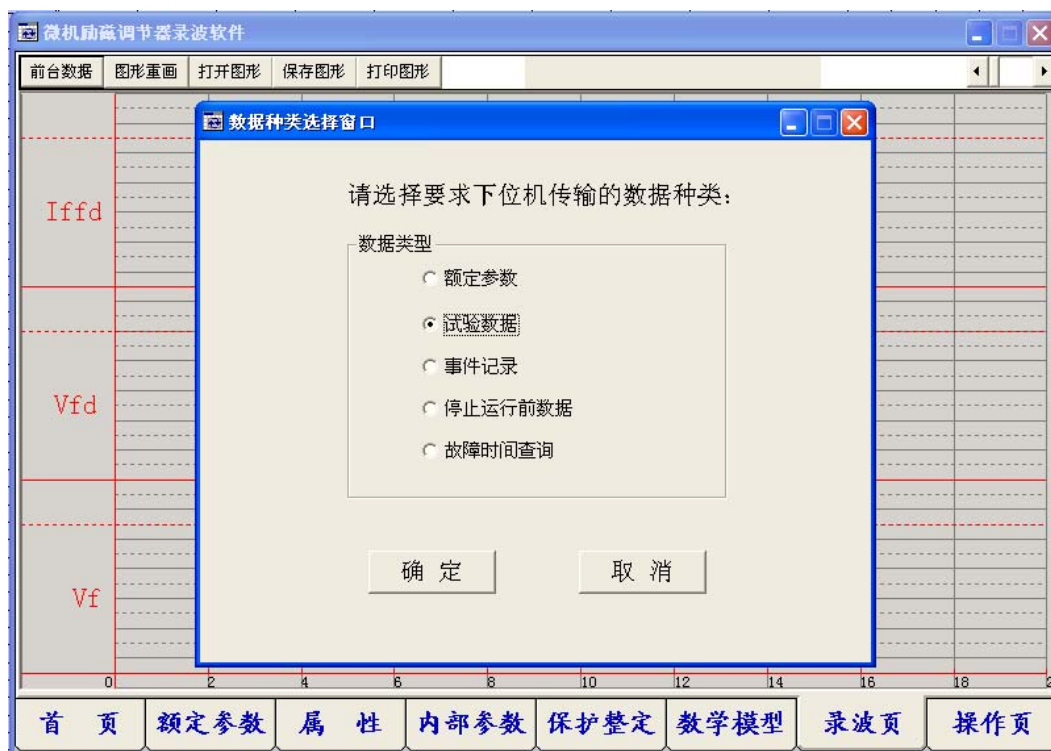 微机励磁调节器录波软件
前台数据 图形重画 打开图形 保存图形 打印图形
数据种类选择窗口
请选择要求下位机传输的数据种类:
数据类型
额定参数
试验数据
事件记录
停止运行前数据
故障时间查询
确 定 取 消
Iffd
Vfd
Vf
0 2 4 6 8 10 12 14 16 18 2
首 页 额定参数 属 性 内部参数 保护整定 数学模型 录波页 操作页